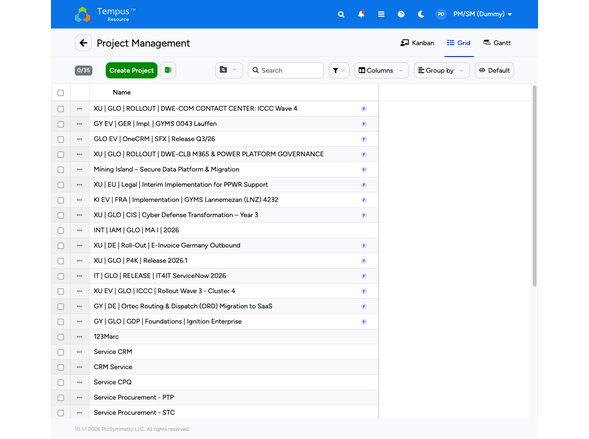 Tempus
Resource
PD
PM/SM (Dummy)
Project Management
Kanban
Grid
Gantt
0/35
Create Project
Search
Columns
Group by
Default
Name
XU | GLO | ROLLOUT | DWE-COM CONTACT CENTER: ICCC Wave 4
GY EV | GER | Impl. | GYMS 0043 Lauffen
GLO EV | OneCRM | SFX | Release Q3/26
XU | GLO | ROLLOUT | DWE-CLB M365 & POWER PLATFORM GOVERNANCE
Mining Island – Secure Data Platform & Migration
XU | EU | Legal | Interim Implementation for PPWR Support
KI EV | FRA | Implementation | GYMS Lannemezan (LNZ) 4232
XU | GLO | CIS | Cyber Defense Transformation – Year 3
INT | IAM | GLO | MA I | 2026
XU | DE | Roll-Out | E-Invoice Germany Outbound
XU | GLO | P4K | Release 2026.1
IT | GLO | RELEASE | IT4IT ServiceNow 2026
XU EV | GLO | ICCC | Rollout Wave 3 - Cluster 4
GY | DE | Ortec Routing & Dispatch (ORD) Migration to SaaS
GY | GLO | GDP | Foundations | Ignition Enterprise
123Marc
Service CRM
CRM Service
Service CPQ
Service Procurement - PTP
Service Procurement - STC
10.1.1 2026 ProSymmetry LLC. All rights reserved.